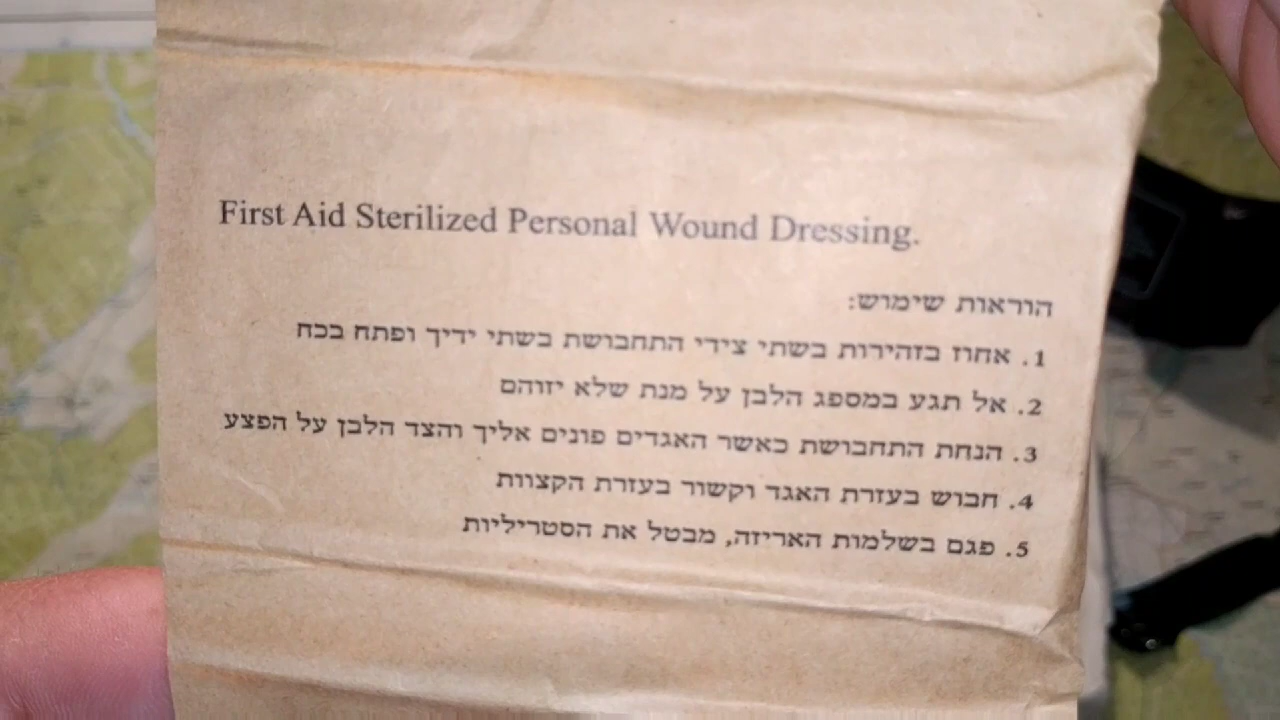 First Aid Sterilized Personal Wound Dressing.
הוראות שימוש:
1. אחוז בזהירות בשתי צידי התחבושת בשתי ידיך ופתח בכח
2. אל תגע במספג הלבן על מנת שלא יזוהם
3. הנחת התחבושת כאשר האגדים פונים אליך והצד הלבן על הפצע
4. חבוש בעזרת האגד וקשור בעזרת הקצוות
5. פגם בשלמות האריזה, מבטל את הסטריליות